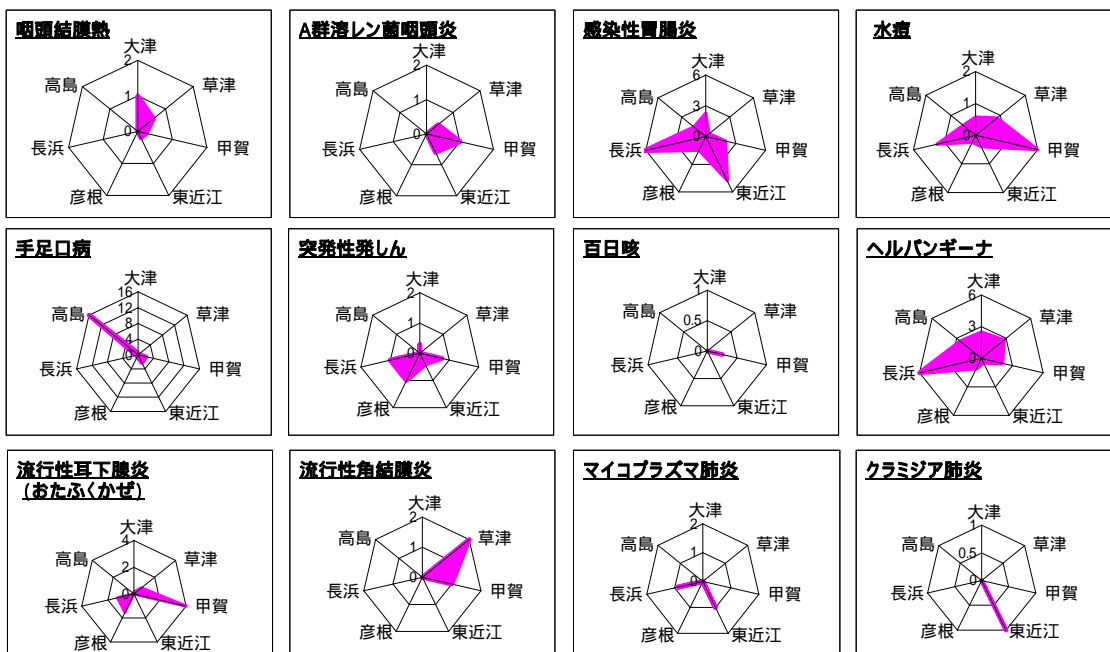 咽頭結膜熱
大津
2
1
0
高島
草津
長浜
甲賀
彦根
東近江
A群溶レン菌咽頭炎
大津
2
1
0
高島
草津
長浜
甲賀
彦根
東近江
感染性胃腸炎
大津
6
3
0
高島
草津
長浜
甲賀
彦根
東近江
水痘
大津
2
1
0
高島
草津
長浜
甲賀
彦根
東近江
手足口病
大津
16
12
8
4
0
高島
草津
長浜
甲賀
彦根
東近江
突発性発しん
大津
2
1
0
高島
草津
長浜
甲賀
彦根
東近江
百日咳
大津
1
0.5
0
高島
草津
長浜
甲賀
彦根
東近江
ヘルパンギーナ
大津
6
3
0
高島
草津
長浜
甲賀
彦根
東近江
流行性耳下腺炎
(おたふくかぜ)
大津
4
2
0
高島
草津
長浜
甲賀
彦根
東近江
流行性角結膜炎
大津
2
1
0
高島
草津
長浜
甲賀
彦根
東近江
マイコプラズマ肺炎
大津
2
1
0
高島
草津
長浜
甲賀
彦根
東近江
クラミジア肺炎
大津
1
0.5
0
高島
草津
長浜
甲賀
彦根
東近江